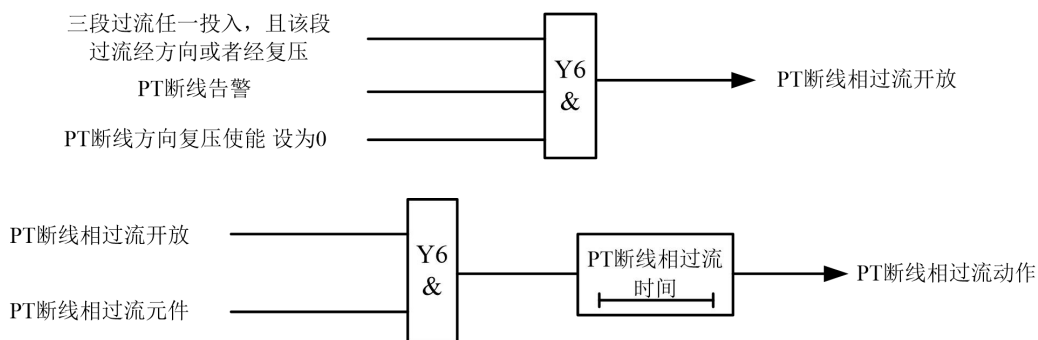 三段过流任一投入，且该段
过流经方向或者经复压
PT断线告警
PT断线方向复压使能 设为0
Y6
&
PT断线相过流开放
PT断线相过流开放
PT断线相过流元件
Y6
&
PT断线相过流
时间
PT断线相过流动作